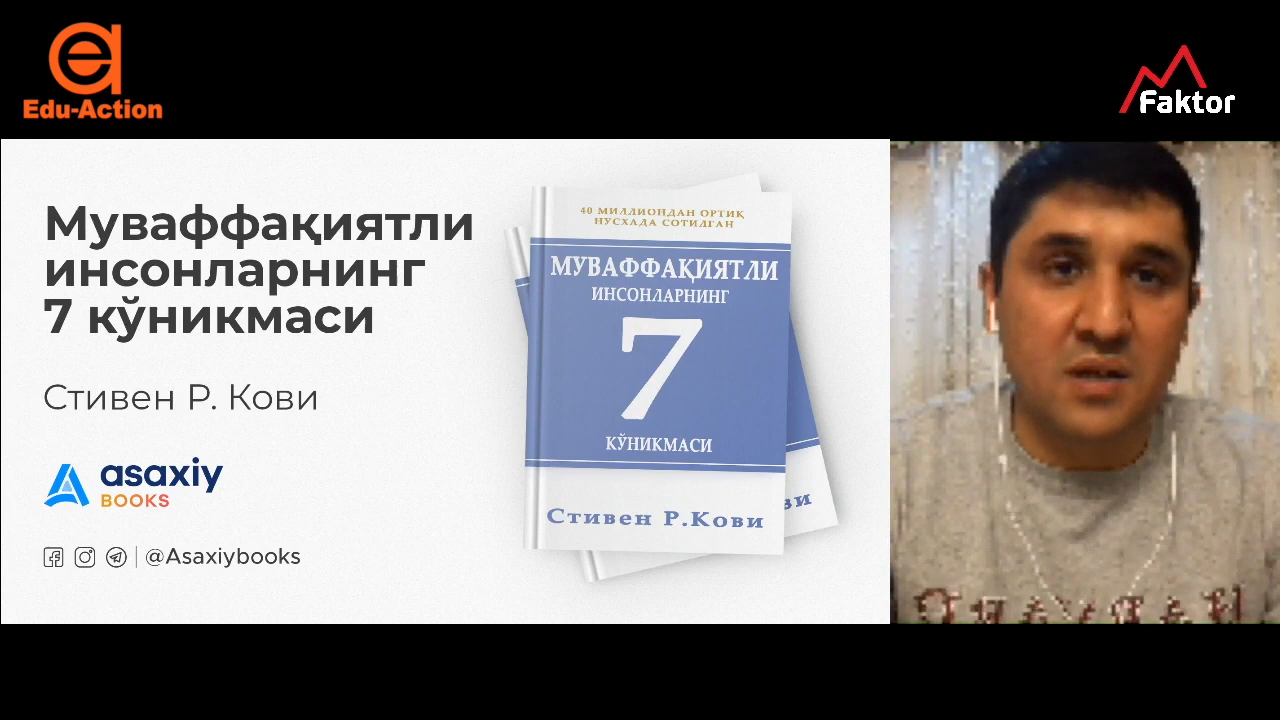 Edu-Action
Faktor
Муваффақиятли
инсонларнинг
7 кўникмаси
Стивен Р. Кови
asaxiy
BOOKS
@Asaxiybooks
40 МИЛЛИОНДАН ОРТИҚ
НУСХАДА СОТИЛГАН
МУВАФФАҚИЯТЛИ
ИНСОНЛАРНИНГ
7
КЎНИКМАСИ
Стивен Р.Кови
ви